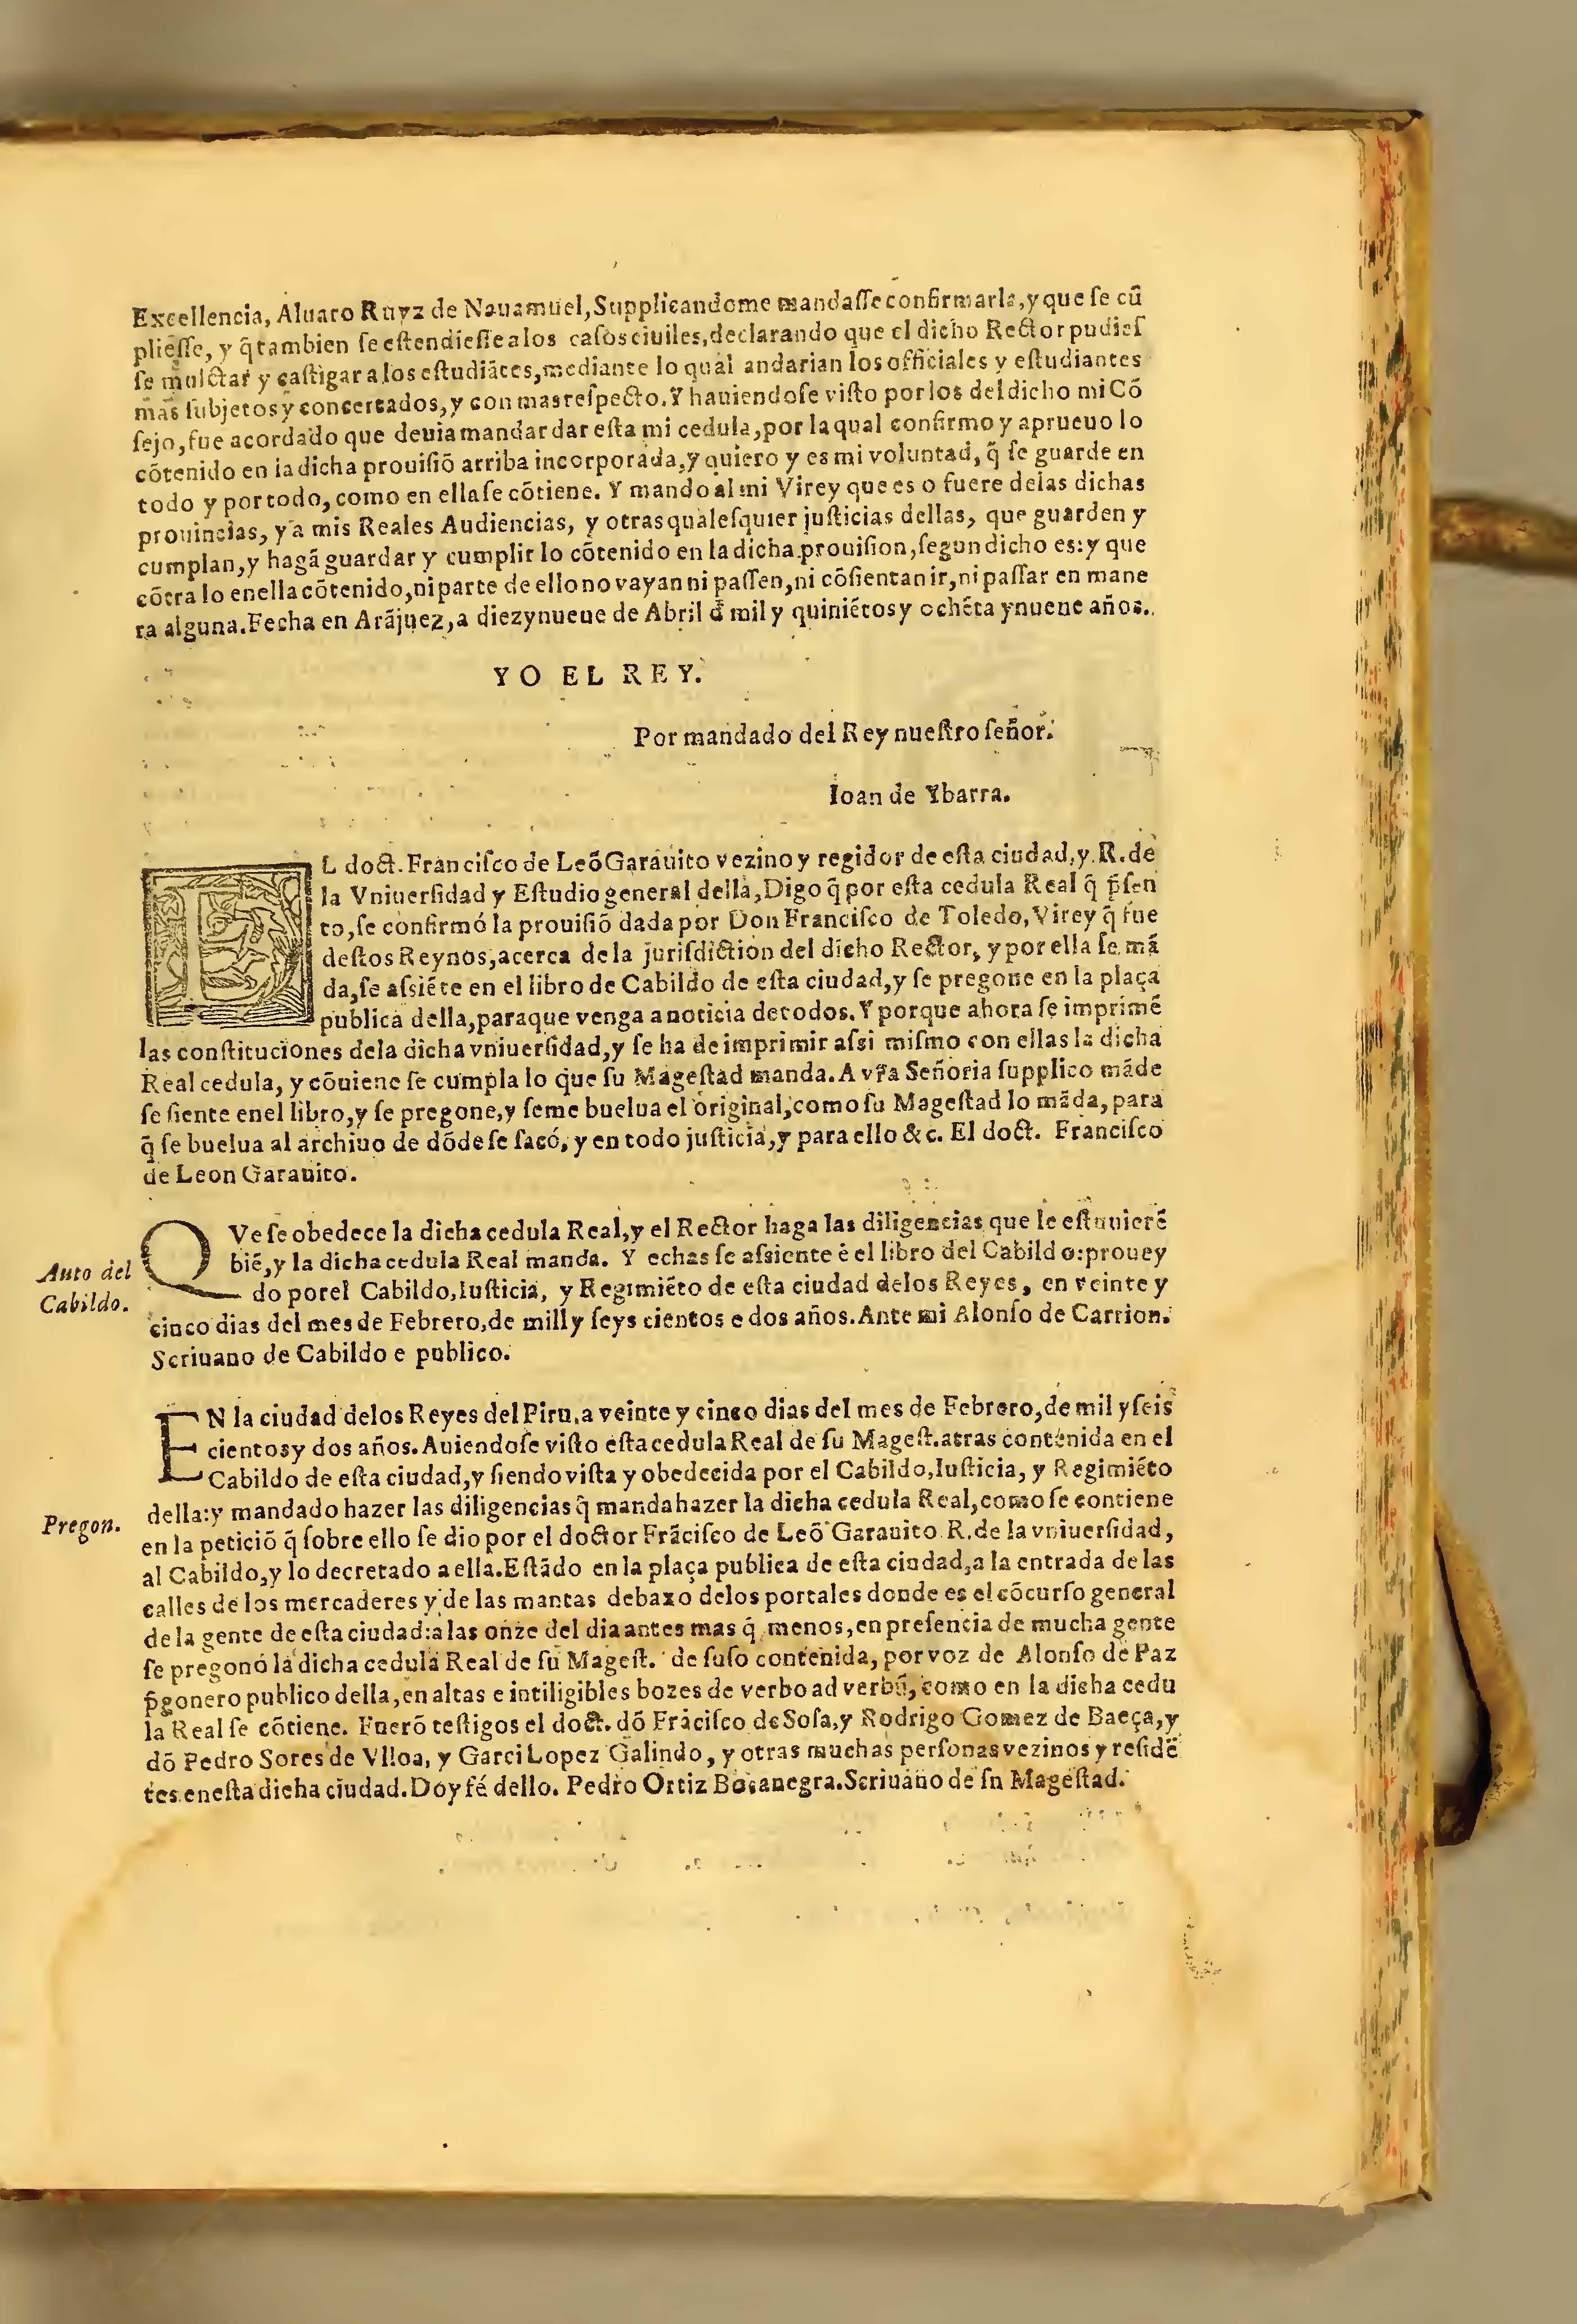 Excellencia, Aluaro Ruyz de Nauamuel, Supplicandome mandaſſe confirmarla, y que ſe cũ
plieſſe, y q̃ tambien ſe eſtendieſſe a los caſos ciuiles, declarando que el dicho Rector pudieſ
ſe mulctar y caſtigar a los eſtudiãtes, mediante lo qual andarian los officiales y eſtudiantes
mas ſubjetos y concertados, y con mas reſpecto. Y hauiendoſe viſto por los del dicho mi Cõ
ſejo, fue acordado que deuia mandar dar eſta mi cedula, por la qual confirmo y aprueuo lo
cõtenido en la dicha prouiſiõ arriba incorporada, y quiero y es mi voluntad, q̃ ſe guarde en
todo y por todo, como en ella ſe cõtiene. Y mando al mi Virey que es o fuere de las dichas
prouincias, y a mis Reales Audiencias, y otras qualeſquier juſticias dellas, que guarden y
cumplan, y hagã guardar y cumplir lo cõtenido en la dicha prouiſion, ſegun dicho es: y que
cõtra lo en ella cõtenido, ni parte de ello no vayan ni paſſen, ni cõſientan ir, ni paſſar en mane
ra alguna. Fecha en Arãjuez, a diez y nueue de Abril d̃ mil y quiniẽtos y ochẽta y nueue años.
YO EL REY.
Por mandado del Rey nueſtro ſeñor.
Ioan de Ybarra.
EL doct. Franciſco de Leõ Garauito vezino y regidor de eſta ciudad, y R. de
la Vniuerſidad y Eſtudio general della, Digo q̃ por eſta cedula Real q̃ p̃ſen
to, ſe confirmó la prouiſiõ dada por Don Franciſco de Toledo, Virey q̃ fue
deſtos Reynos, acerca de la juriſdiction del dicho Rector, y por ella ſe mã
da, ſe aſsiẽte en el libro de Cabildo de eſta ciudad, y ſe pregone en la plaça
publica della, paraque venga a noticia de todos. Y porque ahora ſe imprimẽ
las conſtituciones de la dicha vniuerſidad, y ſe ha de imprimir aſsi miſmo con ellas la dicha
Real cedula, y cõuiene ſe cumpla lo que ſu Mageſtad manda. A vr̃a Señoria ſupplico mãde
ſe ſiente en el libro, y ſe pregone, y ſe me buelua el original, como ſu Mageſtad lo mãda, para
q̃ ſe buelua al archiuo de dõde ſe ſacó, y en todo juſticia, y para ello &c. El doct. Franciſco
de Leon Garauito.
QVe ſe obedece la dicha cedula Real, y el Rector haga las diligencias que le eſtuuierẽ
biẽ, y la dicha cedula Real manda. Y echas ſe aſsiente ẽ el libro del Cabildo: prouey
Auto del
Cabildo.
do por el Cabildo, Iuſticia, y Regimiẽto de eſta ciudad de los Reyes, en veinte y
cinco dias del mes de Febrero, de mill y ſeys cientos e dos años. Ante mi Alonſo de Carrion.
Scriuano de Cabildo e publico.
EN la ciudad de los Reyes del Piru, a veinte y cinco dias del mes de Febrero, de mil y ſeis
cientos y dos años. Auiendoſe viſto eſta cedula Real de ſu Mageſt. atras contenida en el
Cabildo de eſta ciudad, y ſiendo viſta y obedecida por el Cabildo, Iuſticia, y Regimiẽto
Pregon.
della: y mandado hazer las diligencias q̃ manda hazer la dicha cedula Real, como ſe contiene
en la peticiõ q̃ ſobre ello ſe dio por el doctor Frãciſco de Leõ Garauito R. de la vniuerſidad,
al Cabildo, y lo decretado a ella. Eſtãdo en la plaça publica de eſta ciudad, a la entrada de las
calles de los mercaderes y de las mantas debaxo de los portales donde es el cõcurſo general
de la gente de eſta ciudad: a las onze del dia antes mas q̃ menos, en preſencia de mucha gente
ſe pregonó la dicha cedula Real de ſu Mageſt. de ſuſo contenida, por voz de Alonſo de Paz
p̃gonero publico della, en altas e intiligibles bozes de verbo ad verbũ, como en la dicha cedu
la Real ſe cõtiene. Fuerõ teſtigos el doct. dõ Frãciſco de Soſa, y Rodrigo Gomez de Baeça, y
dõ Pedro Sores de Vlloa, y Garci Lopez Galindo, y otras muchas perſonas vezinos y reſidẽ
tes en eſta dicha ciudad. Doy fé dello. Pedro Ortiz Bocanegra. Scriuano de ſu Mageſtad.